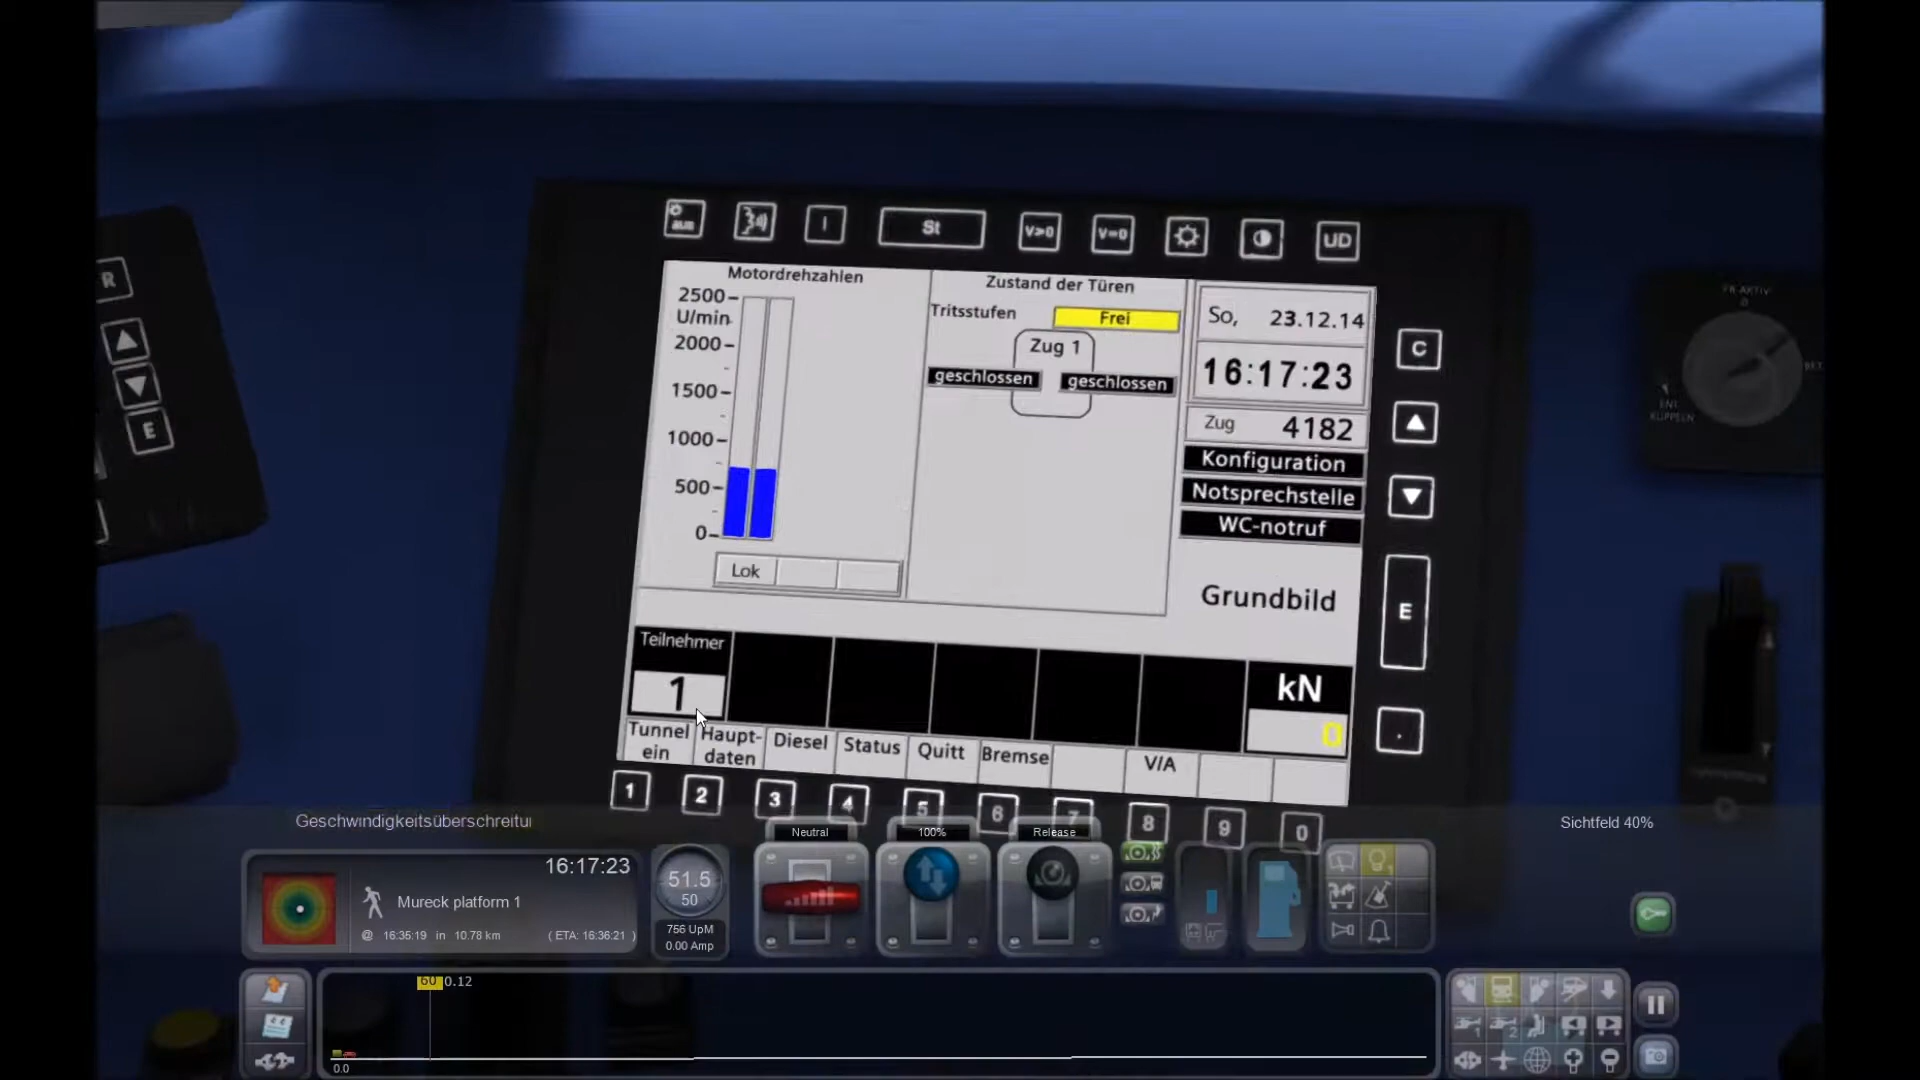 aus
I
St
V>0
V=0
UD
Motordrehzahlen
2500
U/min
2000
1500
1000
500
0
Lok
Zustand der Türen
Tritsstufen
Frei
Zug 1
geschlossen
geschlossen
So, 23.12.14
16:17:23
Zug 4182
Konfiguration
Notsprechstelle
WC-notruf
Grundbild
Teilnehmer
1
kN
0
Tunnel ein
Haupt-daten
Diesel
Status
Quitt
Bremse
V/A
1 2 3 4 5 6 7 8 9 0
C
E
.
R
E
Geschwindigkeitsüberschreitui
Sichtfeld 40%
16:17:23
Mureck platform 1
@ 16:35:19 in 10.78 km ( ETA: 16:36:21 )
51.5
50
756 UpM
0.00 Amp
Neutral
100%
Release
60 0.12
0.0
1
2